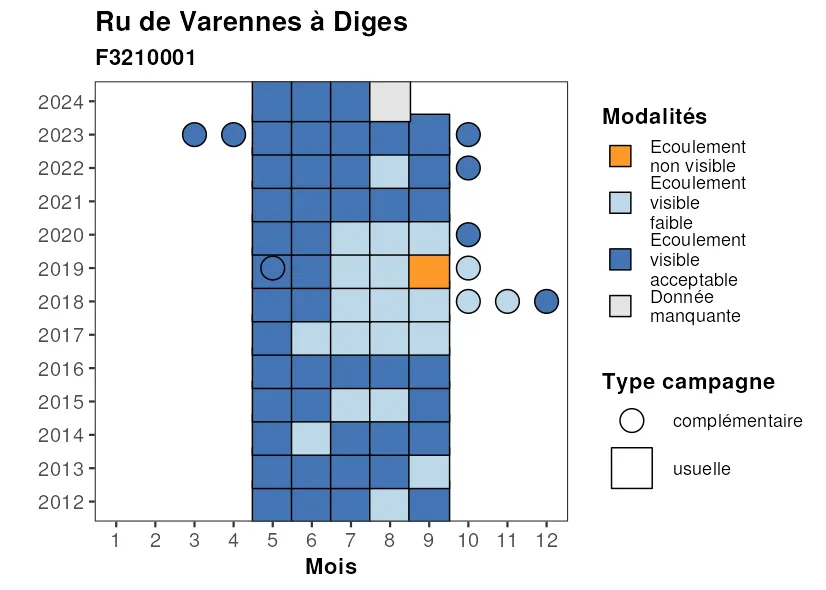 Ru de Varennes à Diges
F3210001
2024
2023
2022
2021
2020
2019
2018
2017
2016
2015
2014
2013
2012
1 2 3 4 5 6 7 8 9 10 11 12
Mois
Modalités
Ecoulement
non visible
Ecoulement
visible
faible
Ecoulement
visible
acceptable
Donnée
manquante
Type campagne
complémentaire
usuelle